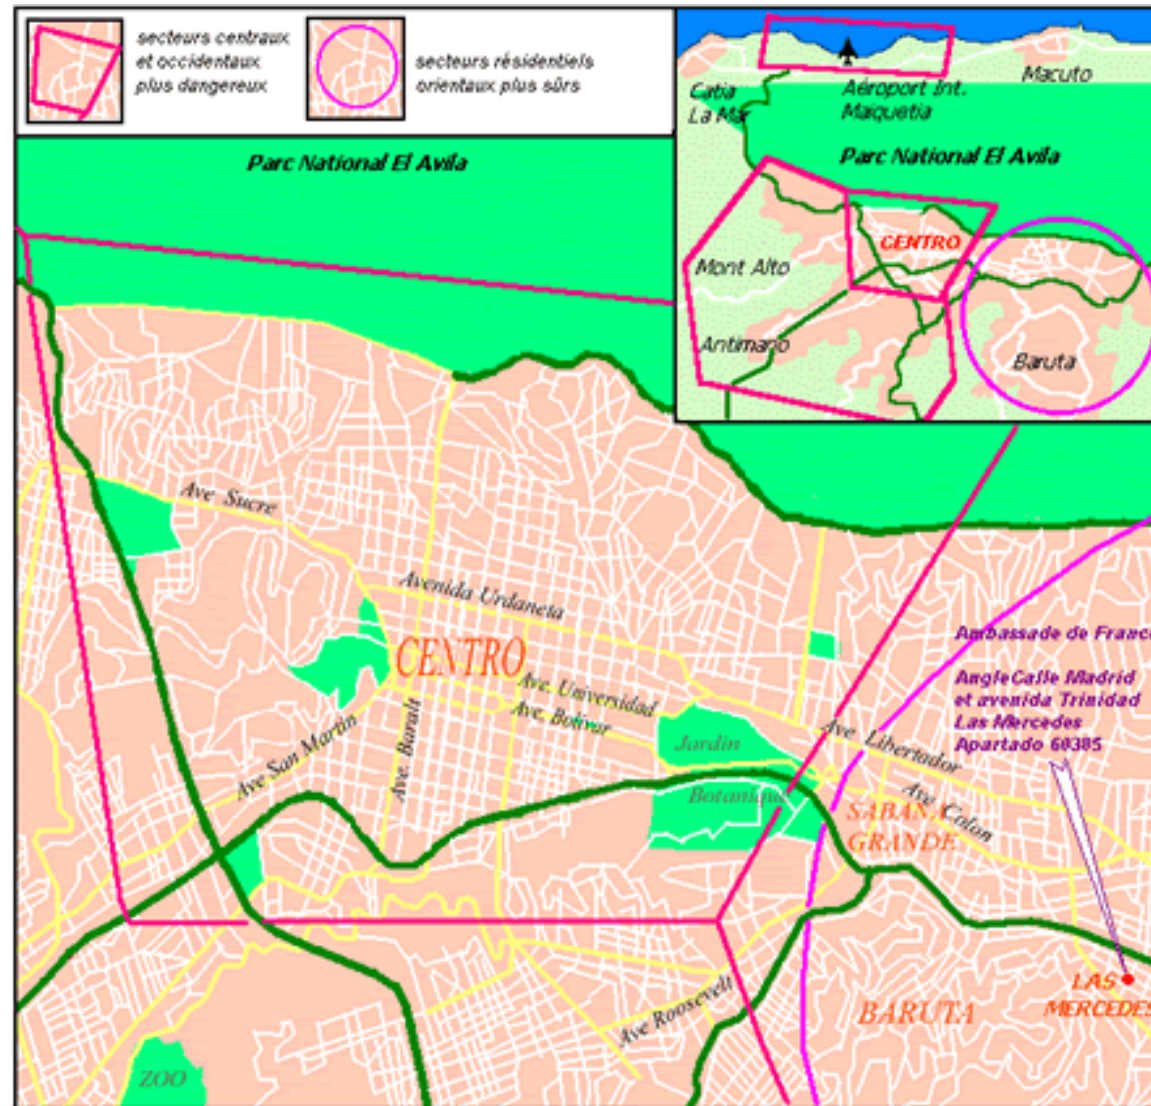 secteurs centraux
et occidentaux
plus dangereux
secteurs résidentiels
orientaux plus sûrs
Catia
La Mar
Aéroport Int.
Maiquetia
Macuto
Parc National El Avila
CENTRO
Mont Alto
Antimano
Baruta
Parc National El Avila
Ave Sucre
Avenida Urdaneta
CENTRO
Ave. Universidad
Ave. Bolivar
Ave San Martin
Ave. Baralt
Jardin
Botanique
Ave Libertador
Ave Colon
SABANA
GRANDE
Ambassade de France
Angle Calle Madrid
et avenida Trinidad
Las Mercedes
Apartado 60385
LAS
MERCEDES
BARUTA
Ave Roosevelt
ZOO